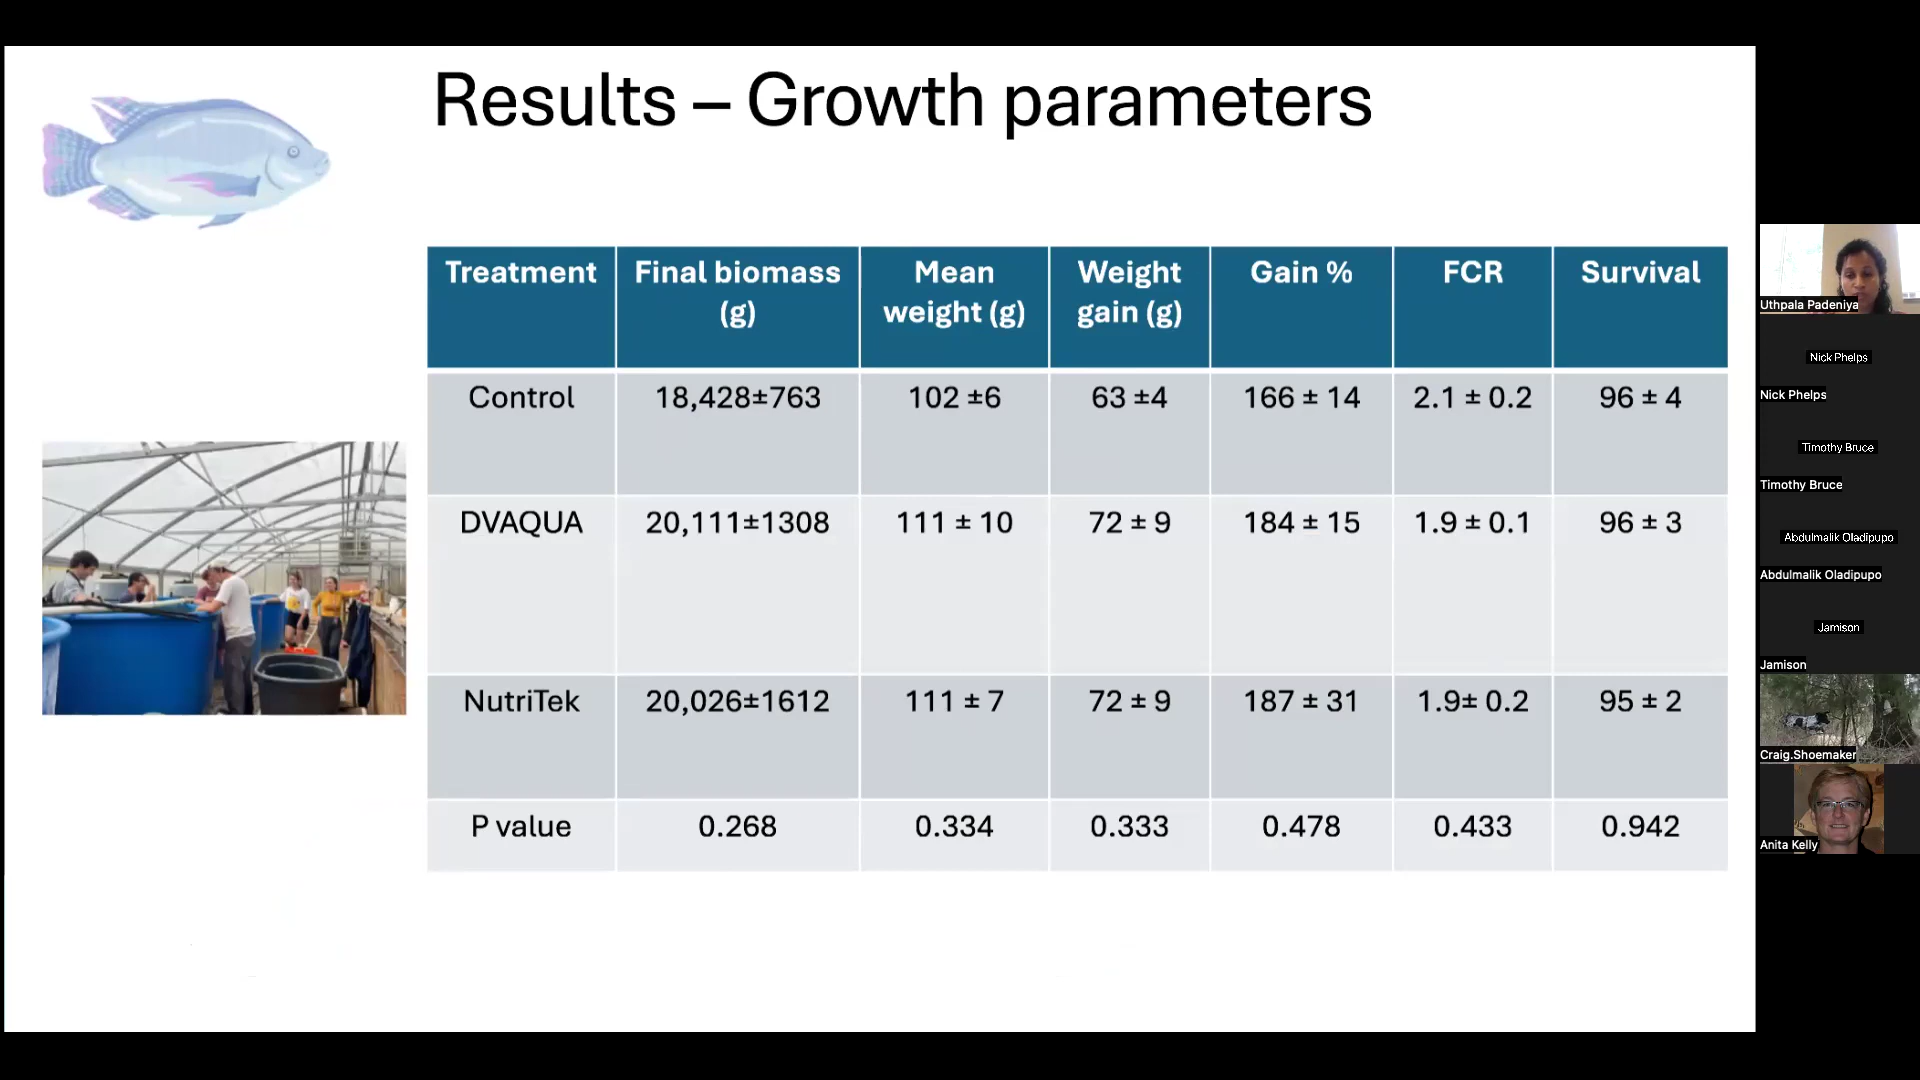 Results – Growth parameters
Treatment
Final biomass (g)
Mean weight (g)
Weight gain (g)
Gain %
FCR
Survival
Control
18,428±763
102 ±6
63 ±4
166 ± 14
2.1 ± 0.2
96 ± 4
DVAQUA
20,111±1308
111 ± 10
72 ± 9
184 ± 15
1.9 ± 0.1
96 ± 3
NutriTek
20,026±1612
111 ± 7
72 ± 9
187 ± 31
1.9± 0.2
95 ± 2
P value
0.268
0.334
0.333
0.478
0.433
0.942
Uthpala Padeniya
Nick Phelps
Nick Phelps
Timothy Bruce
Timothy Bruce
Abdulmalik Oladipupo
Abdulmalik Oladipupo
Jamison
Jamison
Craig.Shoemaker
Anita Kelly